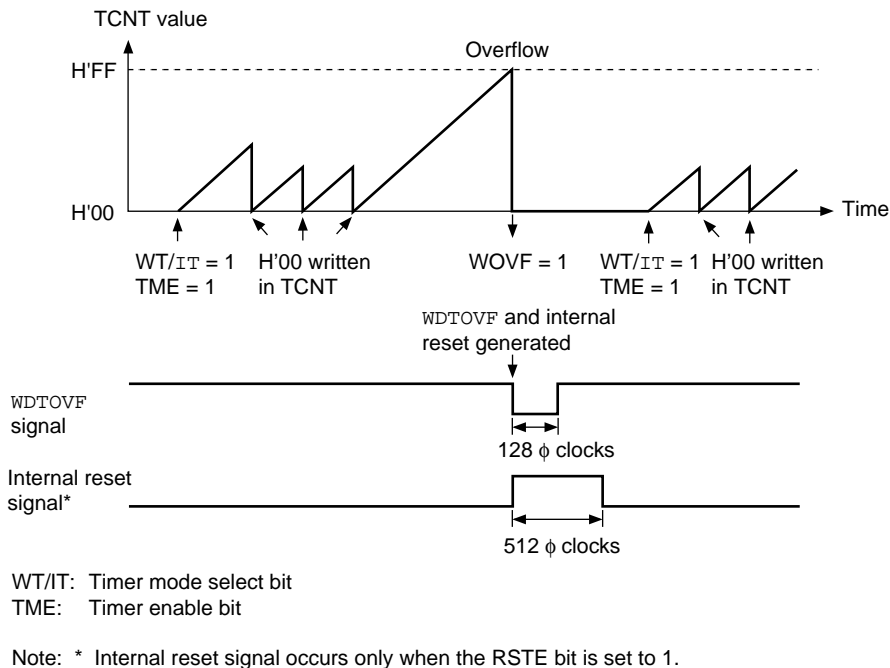 TCNT value
Overflow
H'FF
H'00
Time
WT/IT = 1
TME = 1
H'00 written
in TCNT
WOVF = 1
WT/IT = 1
TME = 1
H'00 written
in TCNT
WDTOVF and internal
reset generated
WDTOVF
signal
128 ϕ clocks
Internal reset
signal*
512 ϕ clocks
WT/IT: Timer mode select bit
TME: Timer enable bit
Note: * Internal reset signal occurs only when the RSTE bit is set to 1.